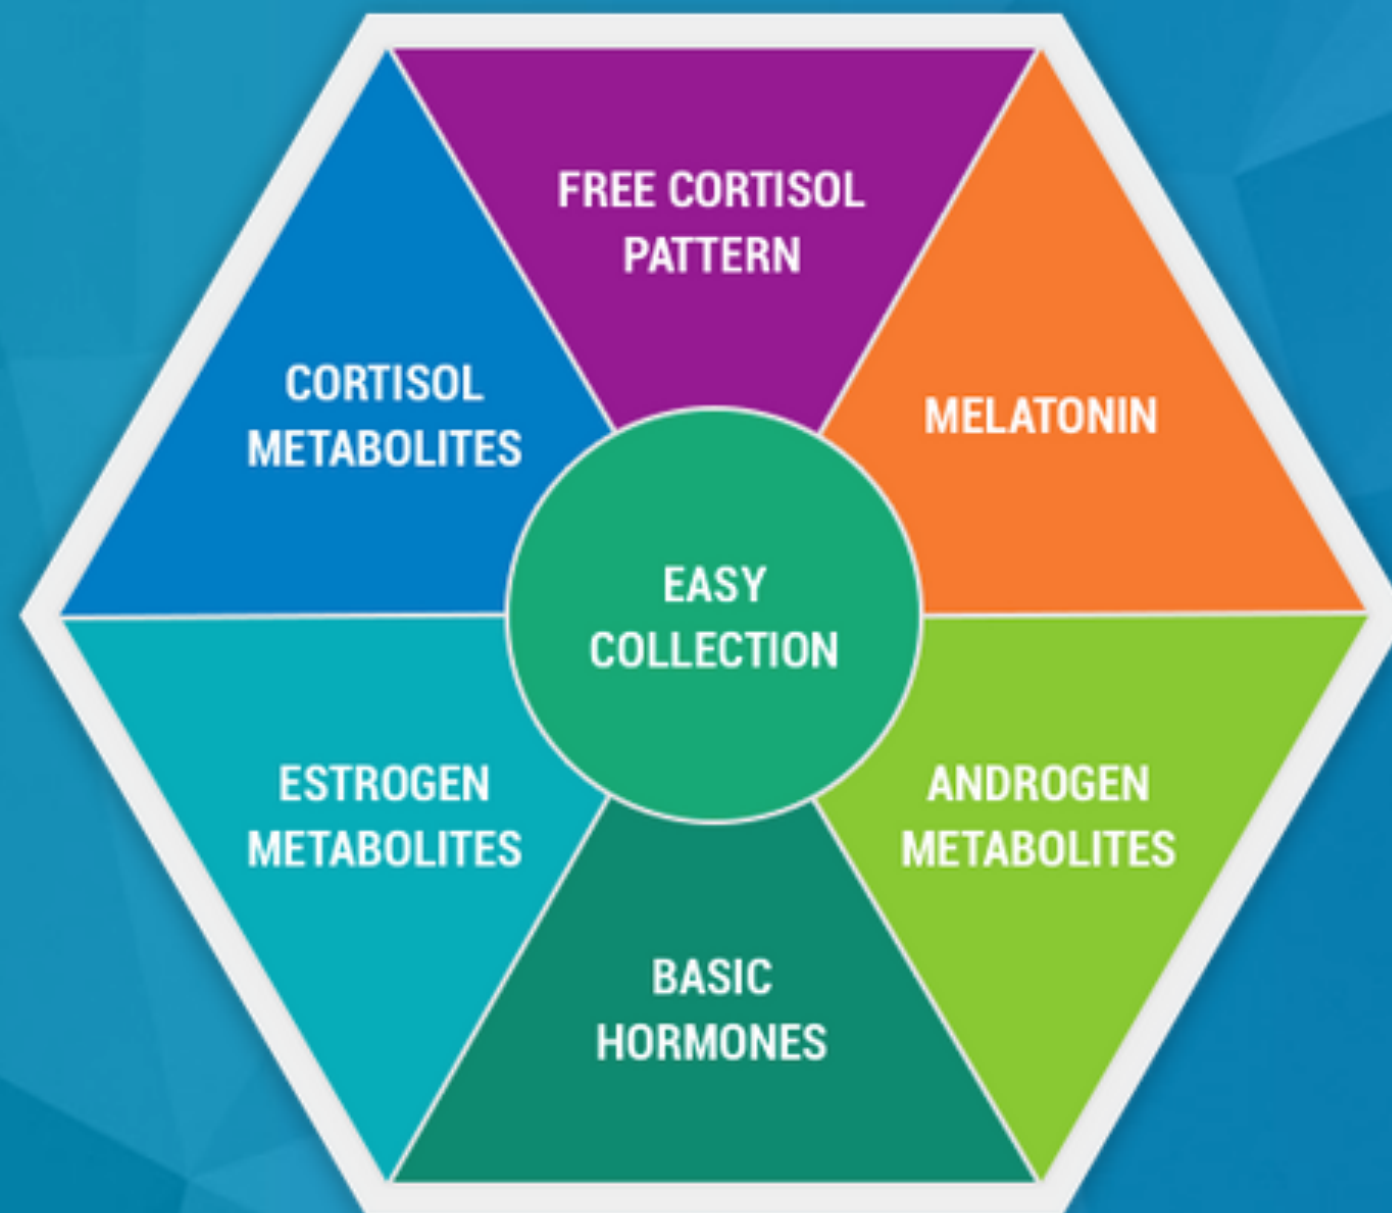 FREE CORTISOL
PATTERN
CORTISOL
METABOLITES
MELATONIN
EASY
COLLECTION
ESTROGEN
METABOLITES
ANDROGEN
METABOLITES
BASIC
HORMONES